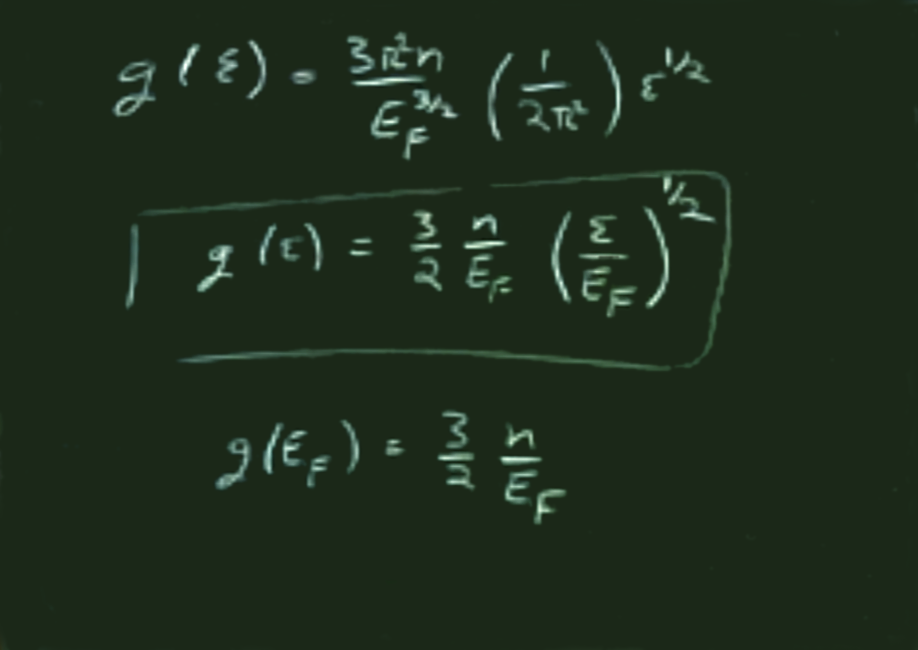 g(ε) = 3π²n / E_F^{3/2} (1 / 2π²) ε^{1/2}
g(ε) = 3/2 n/E_F (ε/E_F)^{1/2}
g(E_F) = 3/2 n/E_F